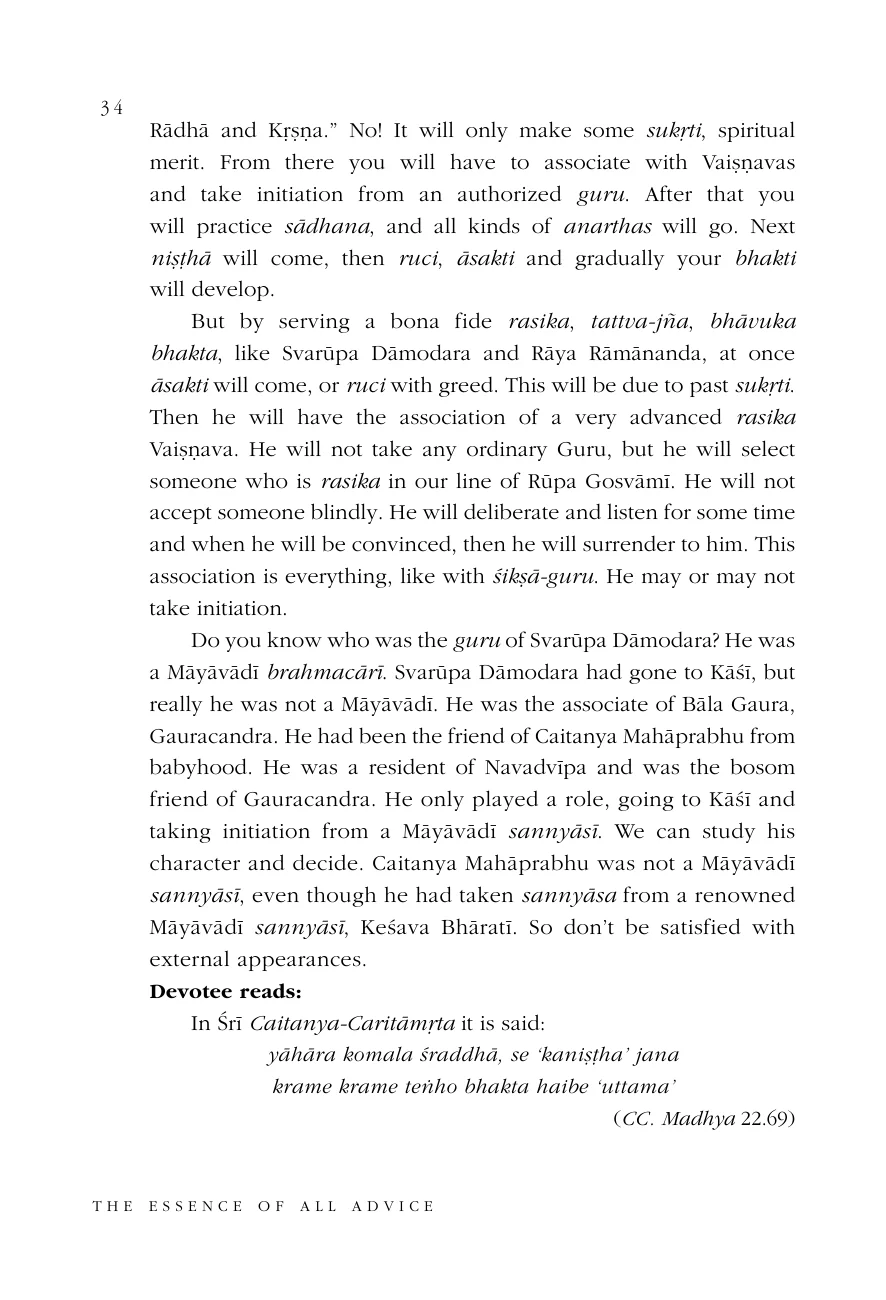 34
Rādhā and Kṛṣṇa.” No! It will only make some sukṛti, spiritual
merit. From there you will have to associate with Vaiṣṇavas
and take initiation from an authorized guru. After that you
will practice sādhana, and all kinds of anarthas will go. Next
niṣṭhā will come, then ruci, āsakti and gradually your bhakti
will develop.
But by serving a bona fide rasika, tattva-jña, bhāvuka
bhakta, like Svarūpa Dāmodara and Rāya Rāmānanda, at once
āsakti will come, or ruci with greed. This will be due to past sukṛti.
Then he will have the association of a very advanced rasika
Vaiṣṇava. He will not take any ordinary Guru, but he will select
someone who is rasika in our line of Rūpa Gosvāmī. He will not
accept someone blindly. He will deliberate and listen for some time
and when he will be convinced, then he will surrender to him. This
association is everything, like with śikṣā-guru. He may or may not
take initiation.
Do you know who was the guru of Svarūpa Dāmodara? He was
a Māyāvādī brahmacārī. Svarūpa Dāmodara had gone to Kāśī, but
really he was not a Māyāvādī. He was the associate of Bāla Gaura,
Gauracandra. He had been the friend of Caitanya Mahāprabhu from
babyhood. He was a resident of Navadvīpa and was the bosom
friend of Gauracandra. He only played a role, going to Kāśī and
taking initiation from a Māyāvādī sannyāsī. We can study his
character and decide. Caitanya Mahāprabhu was not a Māyāvādī
sannyāsī, even though he had taken sannyāsa from a renowned
Māyāvādī sannyāsī, Keśava Bhāratī. So don’t be satisfied with
external appearances.
Devotee reads:
In Śrī Caitanya-Caritāmṛta it is said:
yāhāra komala śraddhā, se ‘kaniṣṭha’ jana
krame krame teṅho bhakta haibe ‘uttama’
(CC. Madhya 22.69)
THE ESSENCE OF ALL ADVICE